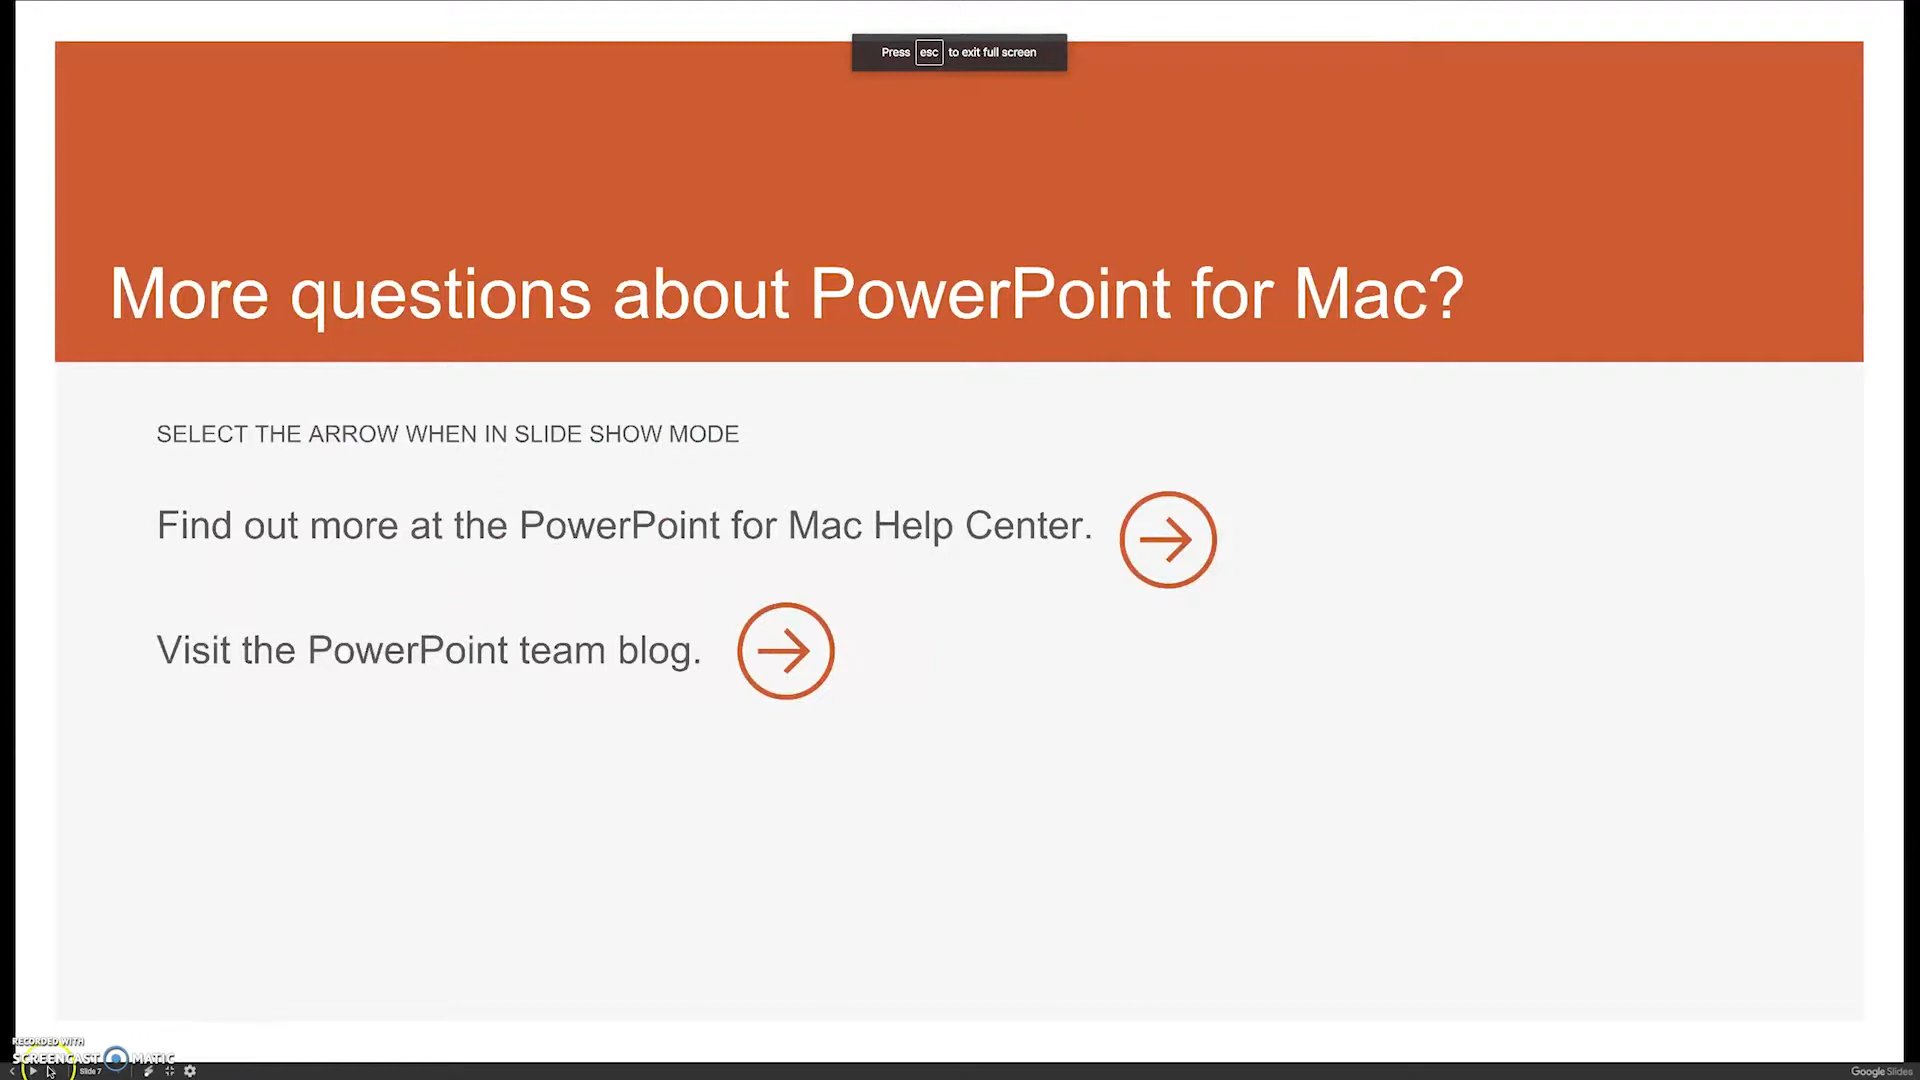 Press esc to exit full screen
More questions about PowerPoint for Mac?
SELECT THE ARROW WHEN IN SLIDE SHOW MODE
Find out more at the PowerPoint for Mac Help Center.
Visit the PowerPoint team blog.
RECORDED WITH
SCREENCAST MATIC
Slide 7
Google Slides